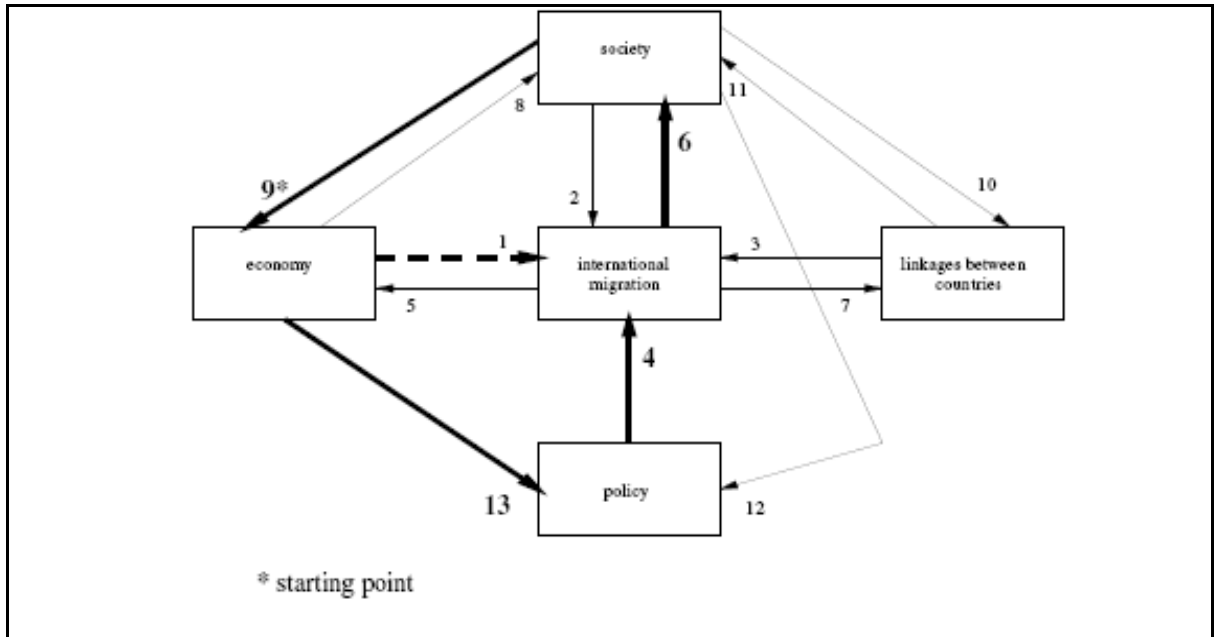 society
8
11
6
9*
2
10
economy
1
international
migration
3
linkages between
countries
5
7
4
13
policy
12
* starting point